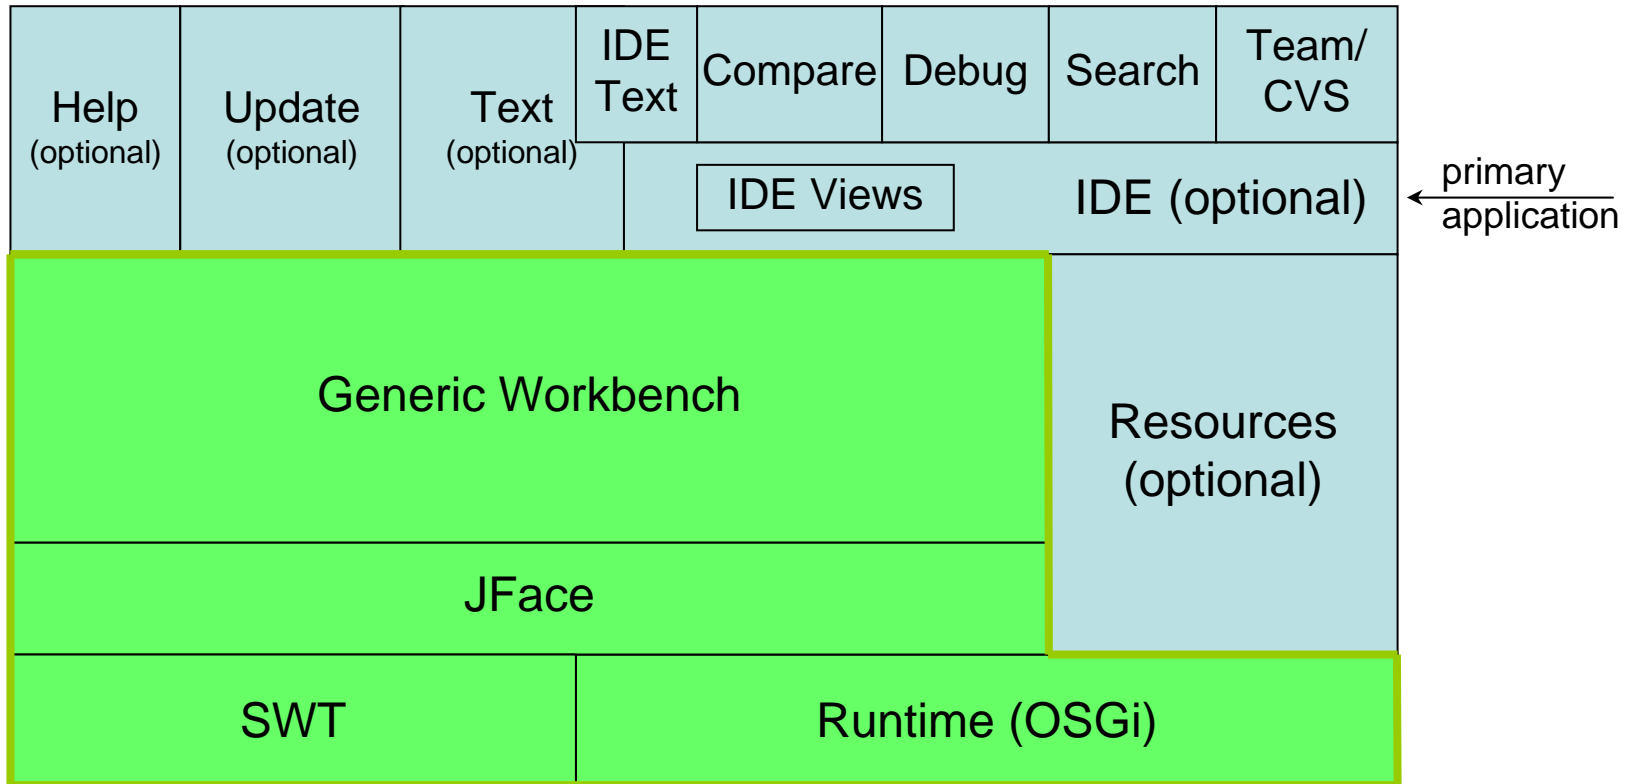 Help
(optional)
Update
(optional)
Text
(optional)
IDE
Text
Compare
Debug
Search
Team/
CVS
IDE Views
IDE (optional)
primary
application
Generic Workbench
Resources
(optional)
JFace
SWT
Runtime (OSGi)